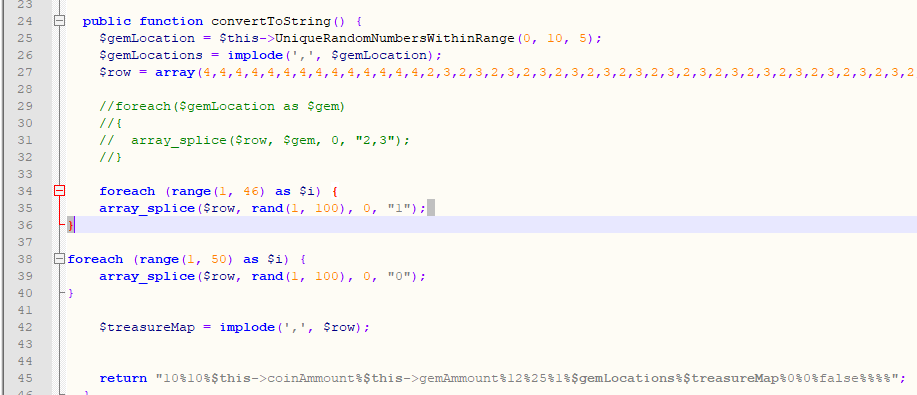 23
24 public function convertToString() {
25 $gemLocation = $this->UniqueRandomNumbersWithinRange(0, 10, 5);
26 $gemLocations = implode(',', $gemLocation);
27 $row = array(4,4,4,4,4,4,4,4,4,4,4,4,4,4,2,3,2,3,2,3,2,3,2,3,2,3,2,3,2,3,2,3,2,3,2,3,2,3,2,3,2,3,2,3,2
28
29 //foreach($gemLocation as $gem)
30 //{
31 // array_splice($row, $gem, 0, "2,3");
32 //}
33
34 foreach (range(1, 46) as $i) {
35 array_splice($row, rand(1, 100), 0, "1");
36 }
37
38 foreach (range(1, 50) as $i) {
39 array_splice($row, rand(1, 100), 0, "0");
40 }
41
42 $treasureMap = implode(',', $row);
43
44
45 return "10%10%$this->coinAmmount%$this->gemAmmount%12%25%1%$gemLocations%$treasureMap%0%0%false%%%%";
46 }